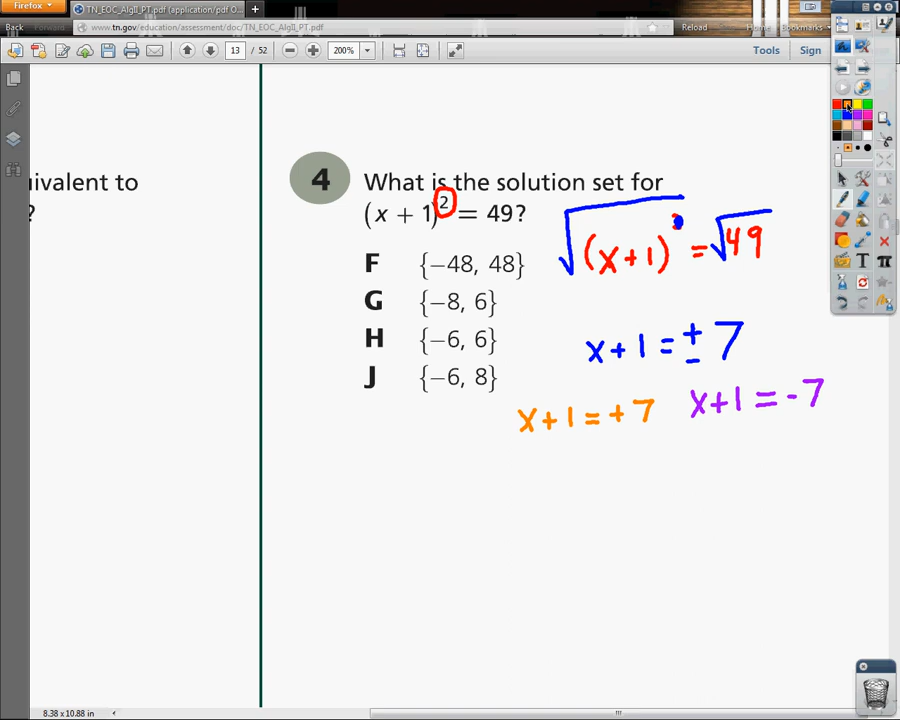 Firefox
TN_EOC_AlgII_PT.pdf (application/pdf O...
www.tn.gov/education/assessment/doc/TN_EOC_AlgII_PT.pdf
Back
Reload
Home
Bookmarks
13 / 52
200%
Tools
Sign
uivalent to
?
4 What is the solution set for
(x + 1)² = 49?
F {−48, 48}
G {−8, 6}
H {−6, 6}
J {−6, 8}
√(x+1)² = √49
x+1 = ± 7
x+1 = +7
x+1 = -7
8.38 x 10.88 in